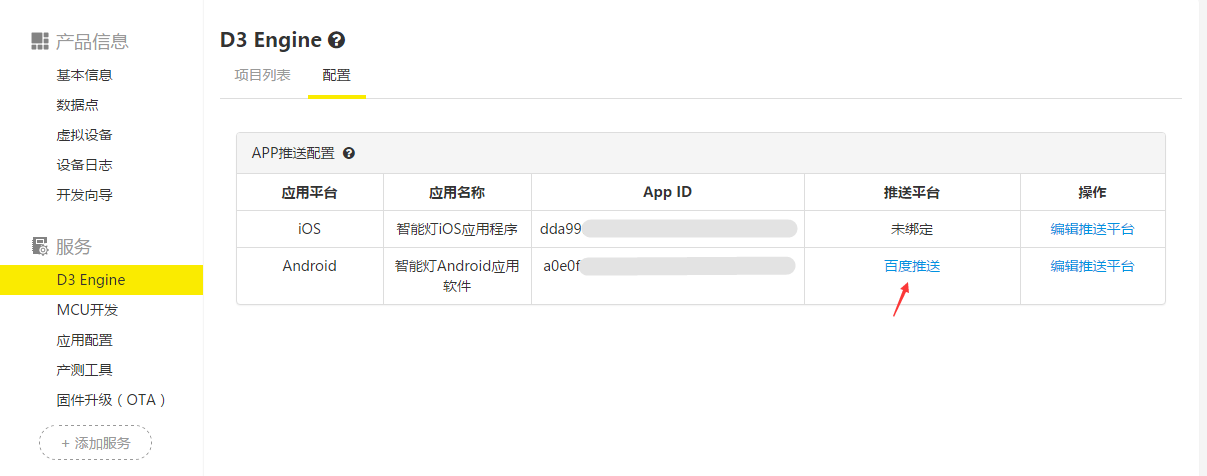 产品信息
基本信息
数据点
虚拟设备
设备日志
开发向导
服务
D3 Engine
MCU开发
应用配置
产测工具
固件升级（OTA）
+ 添加服务
D3 Engine ?
项目列表 配置
APP推送配置 ?
应用平台 应用名称 App ID 推送平台 操作
iOS 智能灯iOS应用程序 dda99 未绑定 编辑推送平台
Android 智能灯Android应用 a0e0f 百度推送 编辑推送平台
软件